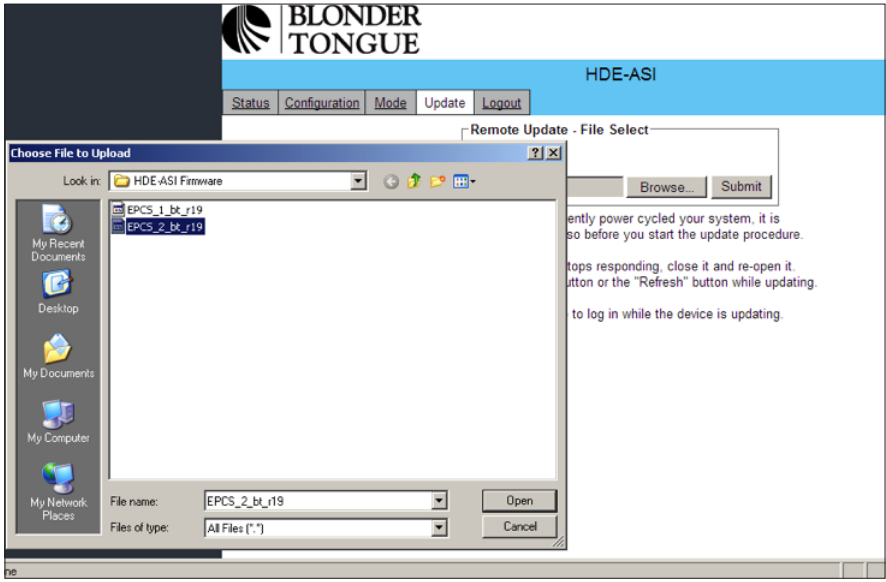 BLONDER
TONGUE
HDE-ASI
Status Configuration Mode Update Logout
Remote Update - File Select
Choose File to Upload
Look in: HDE-ASI Firmware
Browse... Submit
EPCS_1_bt_r19
EPCS_2_bt_r19
ently power cycled your system, it is
so before you start the update procedure.
tops responding, close it and re-open it.
utton or the "Refresh" button while updating.
to log in while the device is updating.
My Recent
Documents
Desktop
My Documents
My Computer
My Network
Places
File name: EPCS_2_bt_r19 Open
Files of type: All Files (*.*) Cancel
ne